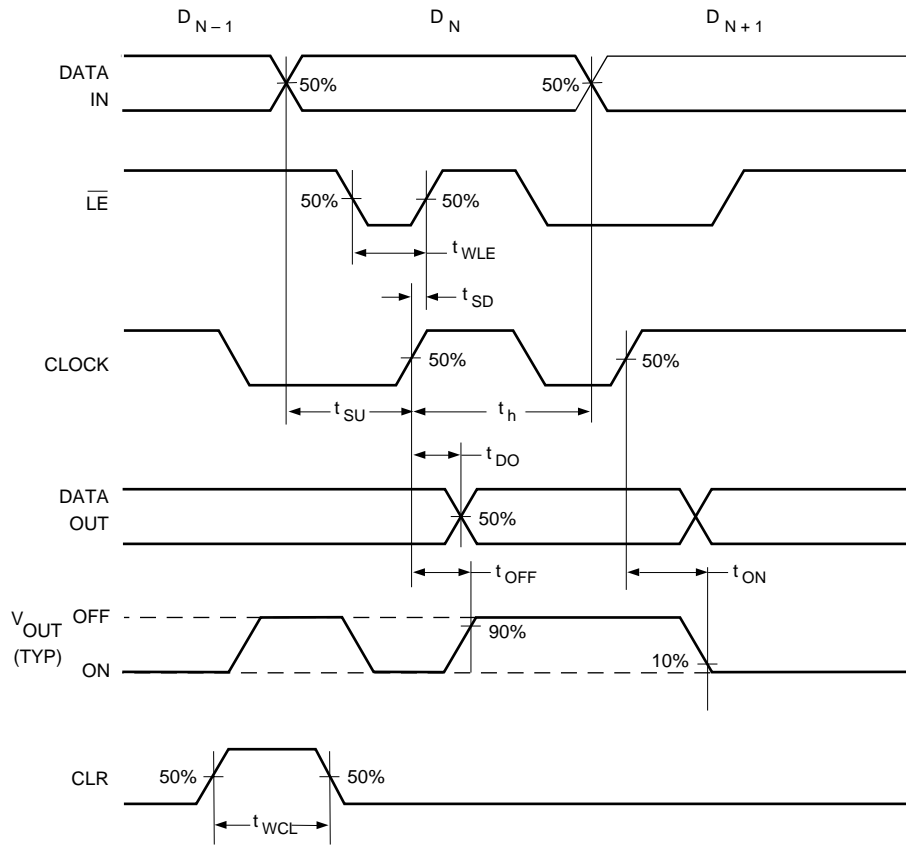 D N – 1 D N D N + 1
DATA IN
50% 50%
LE
50% 50%
t WLE
t SD
CLOCK
50% 50%
t SU t h
t DO
DATA OUT
50%
t OFF t ON
V OUT (TYP)
OFF
90%
10%
ON
CLR
50% 50%
t WCL